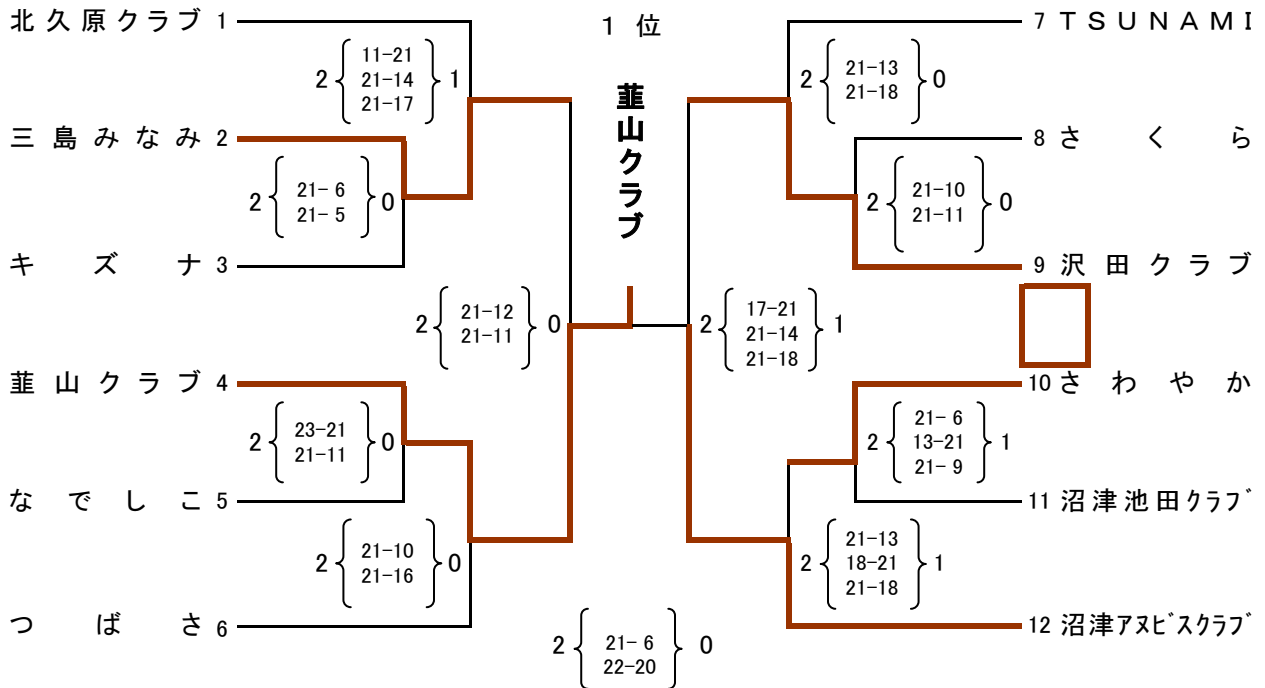 北久原クラブ 1
1 位
7 TSUNAMI
2 11-21 1
21-14
21-17
2 21-13 0
21-18
韮山クラブ
三島みなみ 2
8 さくら
2 21- 6 0
21- 5
2 21-10 0
21-11
キズナ 3
9 沢田クラブ
2 21-12 0
21-11
2 17-21 1
21-14
21-18
韮山クラブ 4
10 さわやか
2 23-21 0
21-11
2 21- 6 1
13-21
21- 9
なでしこ 5
11 沼津池田クラブ
2 21-10 0
21-16
2 21-13 1
18-21
21-18
つばさ 6
12 沼津アヌビスクラブ
2 21- 6 0
22-20